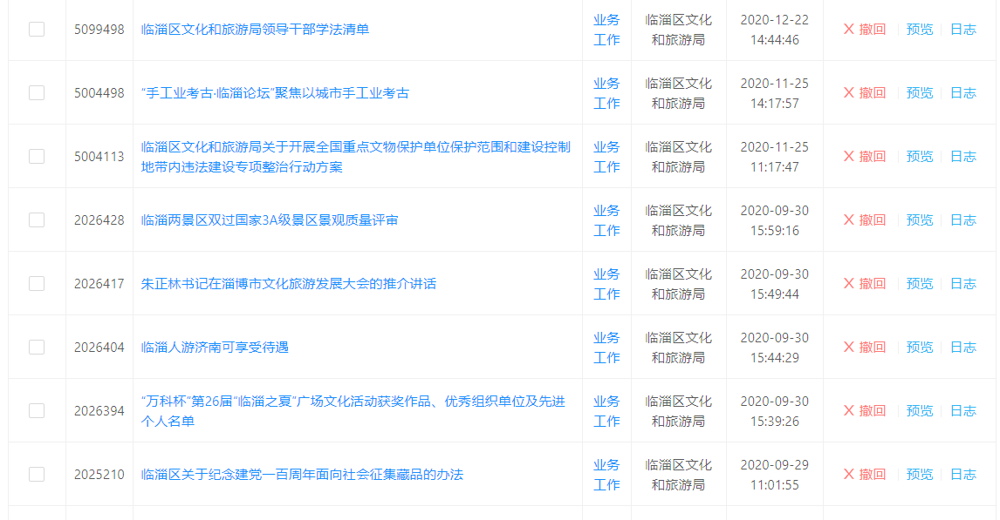 5099498 临淄区文化和旅游局领导干部学法清单 业务 临淄区文化 2020-12-22 X 撤回 预览 日志
工作 和旅游局 14:44:46
5004498 “手工业考古·临淄论坛”聚焦以城市手工业考古 业务 临淄区文化 2020-11-25 X 撤回 预览 日志
工作 和旅游局 14:17:57
5004113 临淄区文化和旅游局关于开展全国重点文物保护单位保护范围和建设控制 业务 临淄区文化 2020-11-25 X 撤回 预览 日志
地带内违法建设专项整治行动方案 工作 和旅游局 11:17:47
2026428 临淄两景区双过国家3A级景区景观质量评审 业务 临淄区文化 2020-09-30 X 撤回 预览 日志
工作 和旅游局 15:59:16
2026417 朱正林书记在淄博市文化旅游发展大会的推介讲话 业务 临淄区文化 2020-09-30 X 撤回 预览 日志
工作 和旅游局 15:49:44
2026404 临淄人游济南可享受待遇 业务 临淄区文化 2020-09-30 X 撤回 预览 日志
工作 和旅游局 15:44:29
2026394 “万科杯”第26届“临淄之夏”广场文化活动获奖作品、优秀组织单位及先进 业务 临淄区文化 2020-09-30 X 撤回 预览 日志
个人名单 工作 和旅游局 15:39:26
2025210 临淄区关于纪念建党一百周年面向社会征集藏品的办法 业务 临淄区文化 2020-09-29 X 撤回 预览 日志
工作 和旅游局 11:01:55